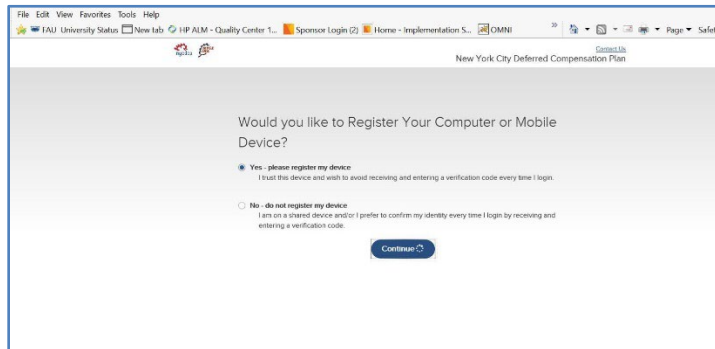 File Edit View Favorites Tools Help
FAU University Status New tab HP ALM - Quality Center 1... Sponsor Login (2) Home - Implementation S... OMNI » Page Safet
Contact Us
New York City Deferred Compensation Plan
Would you like to Register Your Computer or Mobile
Device?
Yes - please register my device
I trust this device and wish to avoid receiving and entering a verification code every time I login.
No - do not register my device
I am on a shared device and/or I prefer to confirm my identity every time I login by receiving and
entering a verification code.
Continue